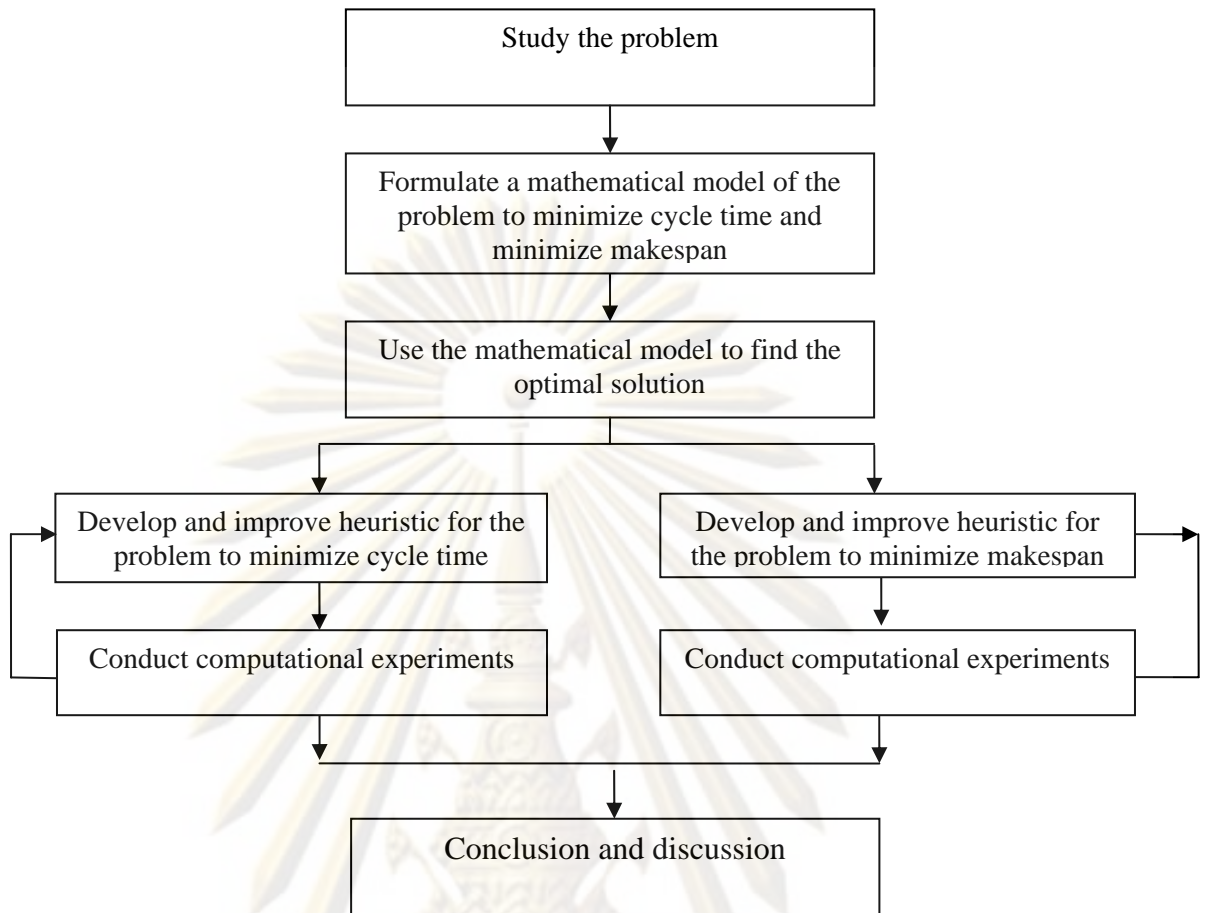 Study the problem
Formulate a mathematical model of the
problem to minimize cycle time and
minimize makespan
Use the mathematical model to find the
optimal solution
Develop and improve heuristic for the
problem to minimize cycle time
Develop and improve heuristic for
the problem to minimize makespan
Conduct computational experiments
Conduct computational experiments
Conclusion and discussion